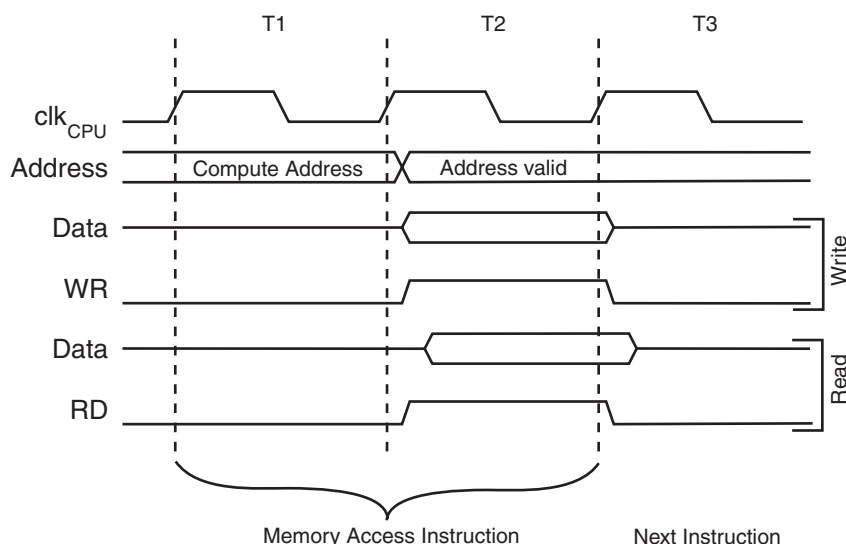 T1 T2 T3
clkCPU
Address Compute Address Address valid
Data
WR
Write
Data
RD
Read
Memory Access Instruction Next Instruction